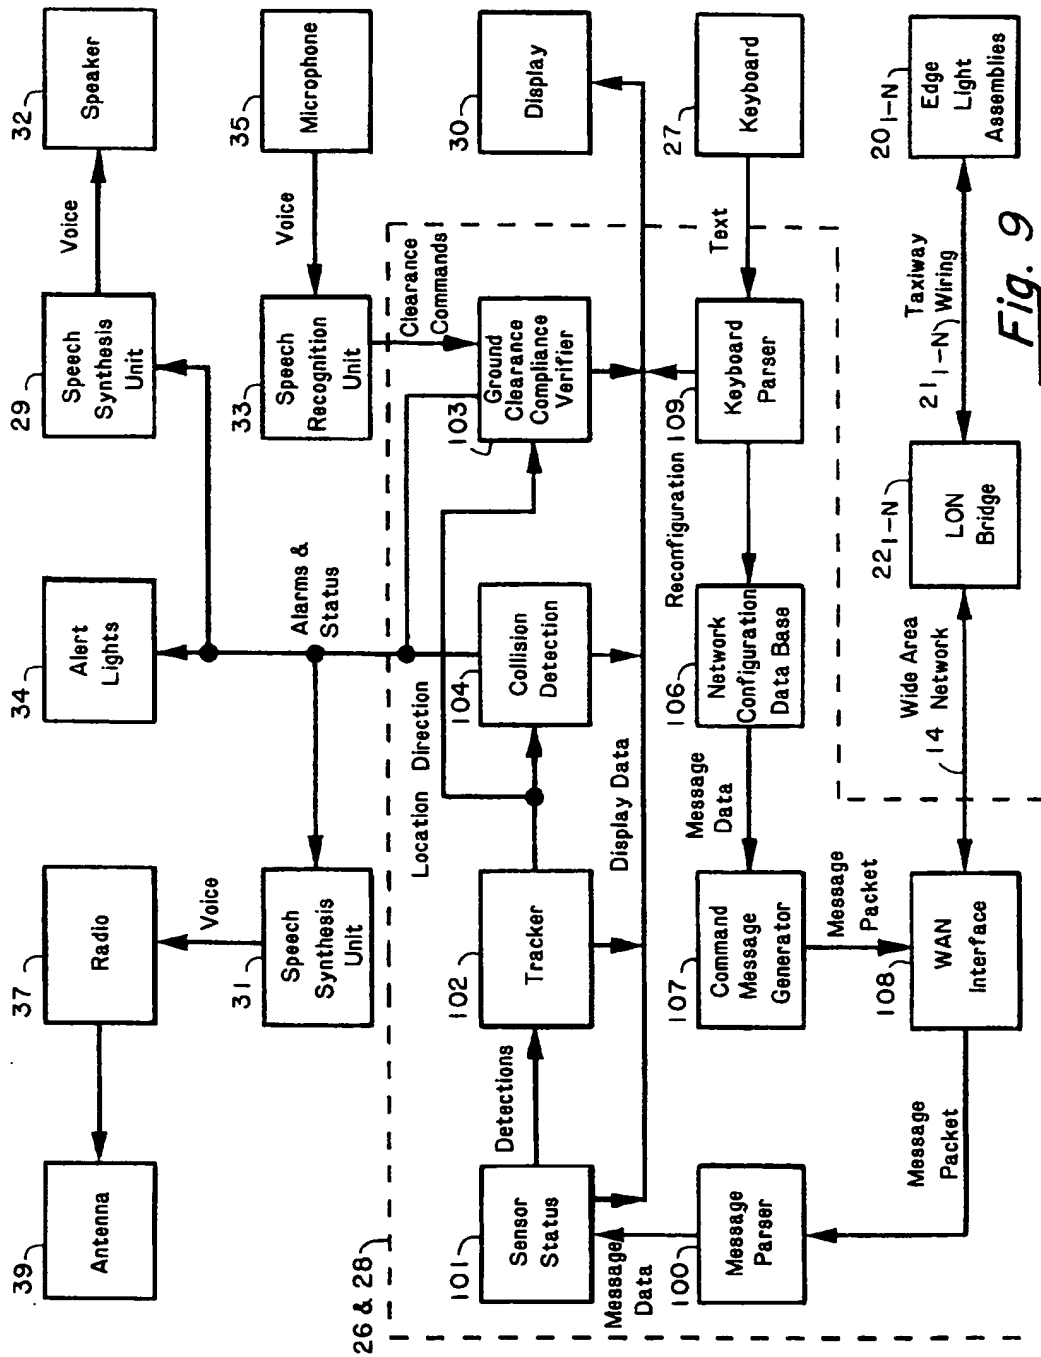 39
Antenna
37
Radio
34
Alert
Lights
29
Speech
Synthesis
Unit
32
Speaker
Voice
Voice
31
Speech
Synthesis
Unit
Alarms &
Status
33
Speech
Recognition
Unit
Voice
35
Microphone
26 & 28
Location Direction
Clearance
Commands
101
Sensor
Status
Detections
102
Tracker
104
Collision
Detection
103
Ground
Clearance
Compliance
Verifier
30
Display
Message
Data
Display Data
100
Message
Parser
107
Command
Message
Generator
Message
Data
106
Network
Configuration
Data Base
Reconfiguration
109
Keyboard
Parser
Text
27
Keyboard
Message
Packet
Message
Packet
108
WAN
Interface
Wide Area
14 Network
22 1-N
LON
Bridge
Taxiway
21 1-N Wiring
20 1-N
Edge
Light
Assemblies
Fig. 9